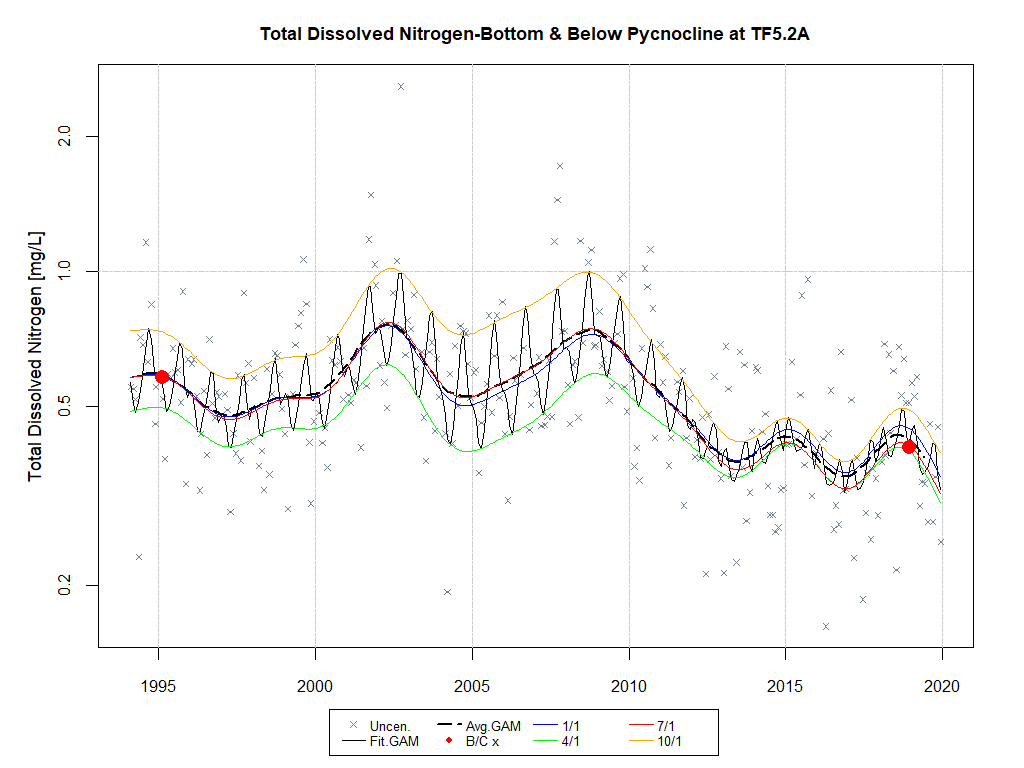 Total Dissolved Nitrogen-Bottom & Below Pycnocline at TF5.2A
Total Dissolved Nitrogen [mg/L]
2.0
1.0
0.5
0.2
1995 2000 2005 2010 2015 2020
Uncen. Avg.GAM 1/1 7/1
Fit.GAM B/C x 4/1 10/1